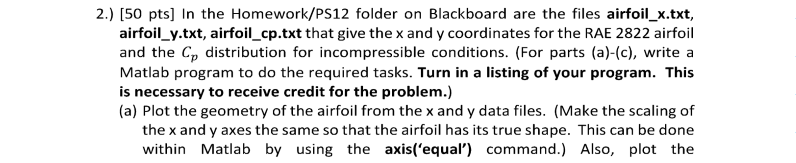 2.) [50 pts] In the Homework/PS12 folder on Blackboard are the files airfoil_x.txt,
airfoil_y.txt, airfoil_cp.txt that give the x and y coordinates for the RAE 2822 airfoil
and the Cp distribution for incompressible conditions. (For parts (a)-(c), write a
Matlab program to do the required tasks. Turn in a listing of your program. This
is necessary to receive credit for the problem.)
(a) Plot the geometry of the airfoil from the x and y data files. (Make the scaling of
the x and y axes the same so that the airfoil has its true shape. This can be done
within Matlab by using the axis(‘equal’) command.) Also, plot the